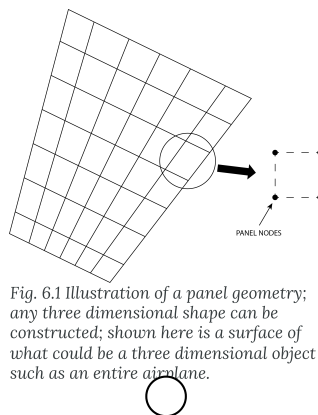 PANEL NODES
Fig. 6.1 Illustration of a panel geometry;
any three dimensional shape can be
constructed; shown here is a surface of
what could be a three dimensional object
such as an entire airplane.